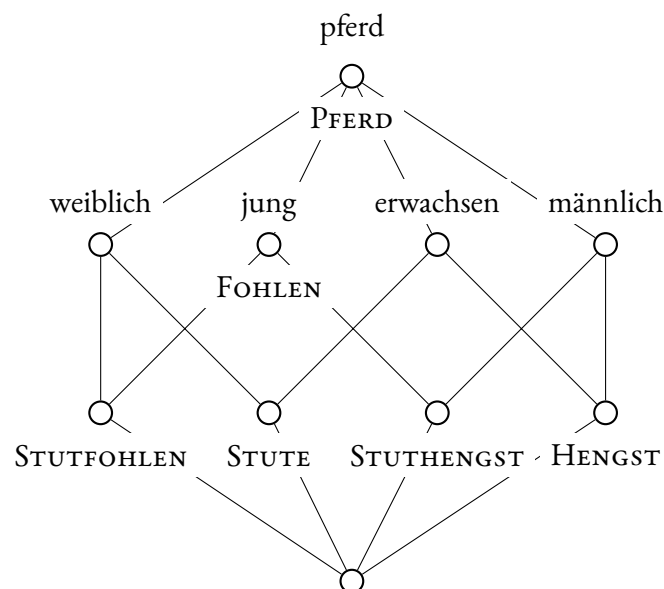 pferd
PFERD
weiblich jung erwachsen männlich
FOHLEN
STUTFOHLEN STUTE STUTHENGST HENGST